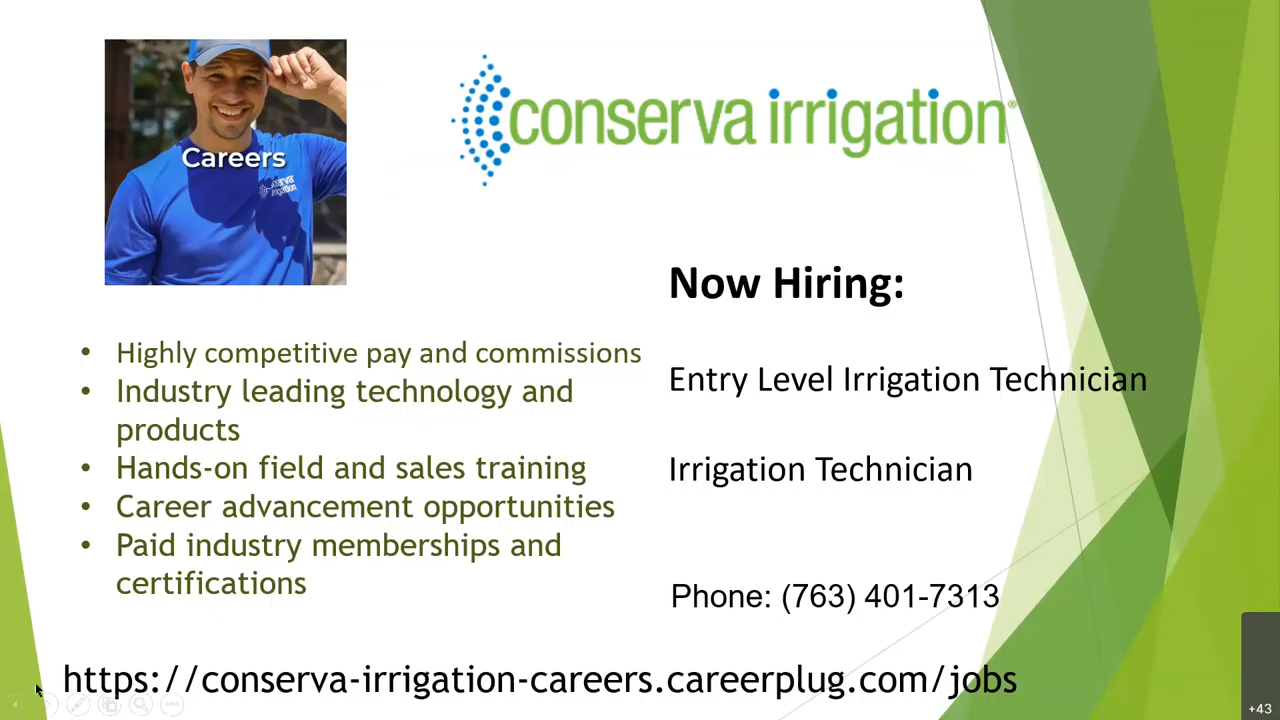 Careers
conserva
irrigation
conserva irrigation®
Now Hiring:
• Highly competitive pay and commissions
• Industry leading technology and
products
• Hands-on field and sales training
• Career advancement opportunities
• Paid industry memberships and
certifications
Entry Level Irrigation Technician
Irrigation Technician
Phone: (763) 401-7313
https://conserva-irrigation-careers.careerplug.com/jobs
+43